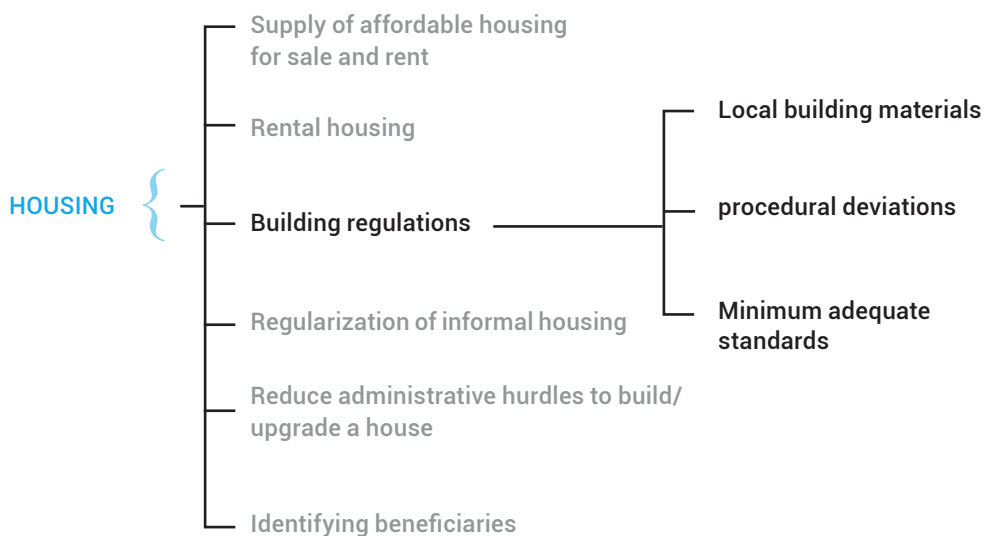 HOUSING
Supply of affordable housing
for sale and rent
Rental housing
Building regulations
Regularization of informal housing
Reduce administrative hurdles to build/
upgrade a house
Identifying beneficiaries
Local building materials
procedural deviations
Minimum adequate
standards